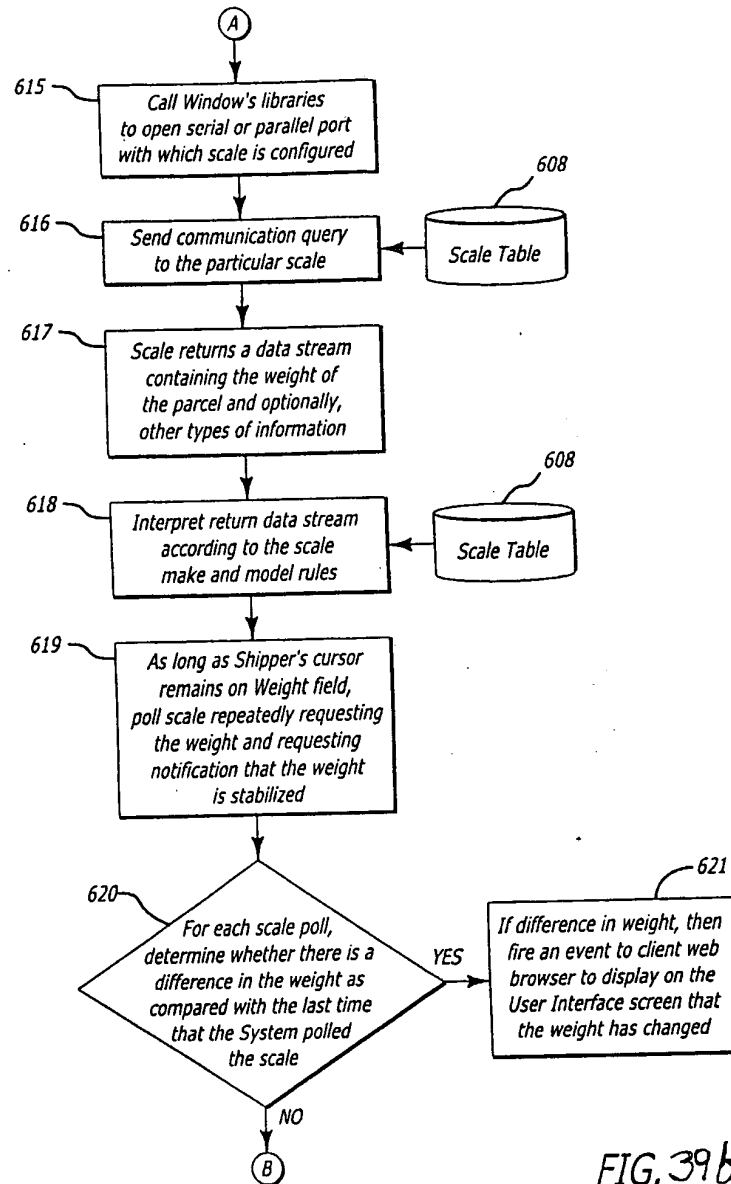 A
615
Call Window's libraries
to open serial or parallel port
with which scale is configured
608
616
Send communication query
to the particular scale
Scale Table
617
Scale returns a data stream
containing the weight of
the parcel and optionally,
other types of information
608
618
Interpret return data stream
according to the scale
make and model rules
Scale Table
619
As long as Shipper's cursor
remains on Weight field,
poll scale repeatedly requesting
the weight and requesting
notification that the weight
is stabilized
620
For each scale poll,
determine whether there is a
difference in the weight as
compared with the last time
that the System polled
the scale
YES
621
If difference in weight, then
fire an event to client web
browser to display on the
User Interface screen that
the weight has changed
NO
B
FIG. 39b